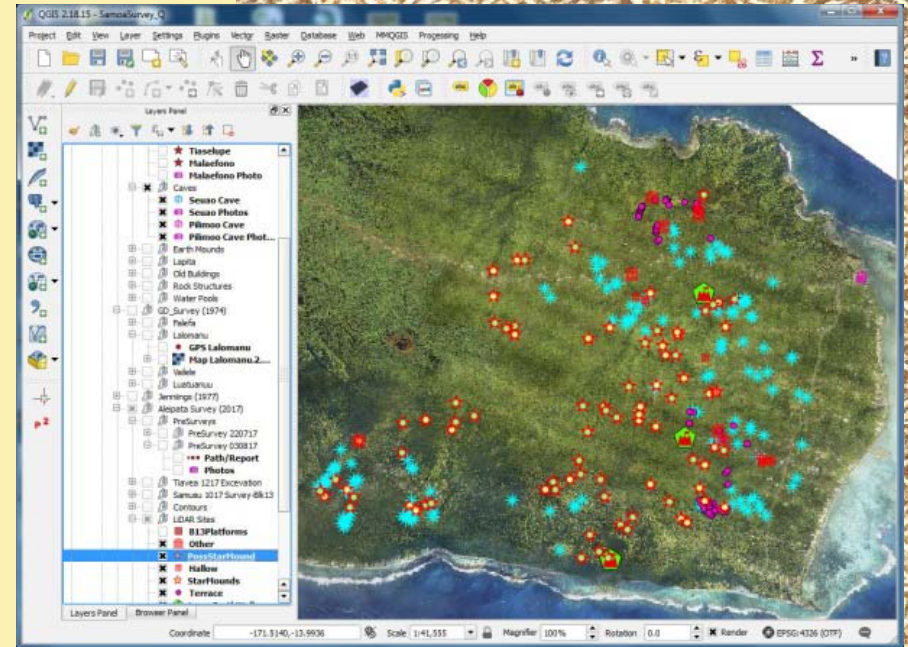 QGIS 2.18.15 - SamoaSurvey_Q
Project Edit View Layer Settings Plugins Vector Raster Database Web MMQGIS Processing Help
Layers Panel
Tiaselupe
Malaefono
Malaefono Photo
Caves
Seuao Cave
Seuao Photos
Pilimoo Cave
Pilimoo Cave Phot...
Earth Mounds
Lapita
Old Buildings
Rock Structures
Water Pools
GD_Survey (1974)
Falefa
Lalomanu
GPS Lalomanu
Map Lalomanu.2....
Vailele
Luatuanuu
Jennings (1977)
Aleipata Survey (2017)
PreSurveys
PreSurvey 220717
PreSurvey 030817
Path/Report
Photos
Tiavea 1217 Excevation
Samusu 1017 Survey-Blk13
Contours
LiDAR Sites
B13Platforms
Other
PossStarMound
Hallow
StarMounds
Terrace
Layers Panel Browser Panel
Coordinate -171.5140,-13.9936 Scale 1:41,555 Magnifier 100% Rotation 0.0 Render EPSG:4326 (OTF)